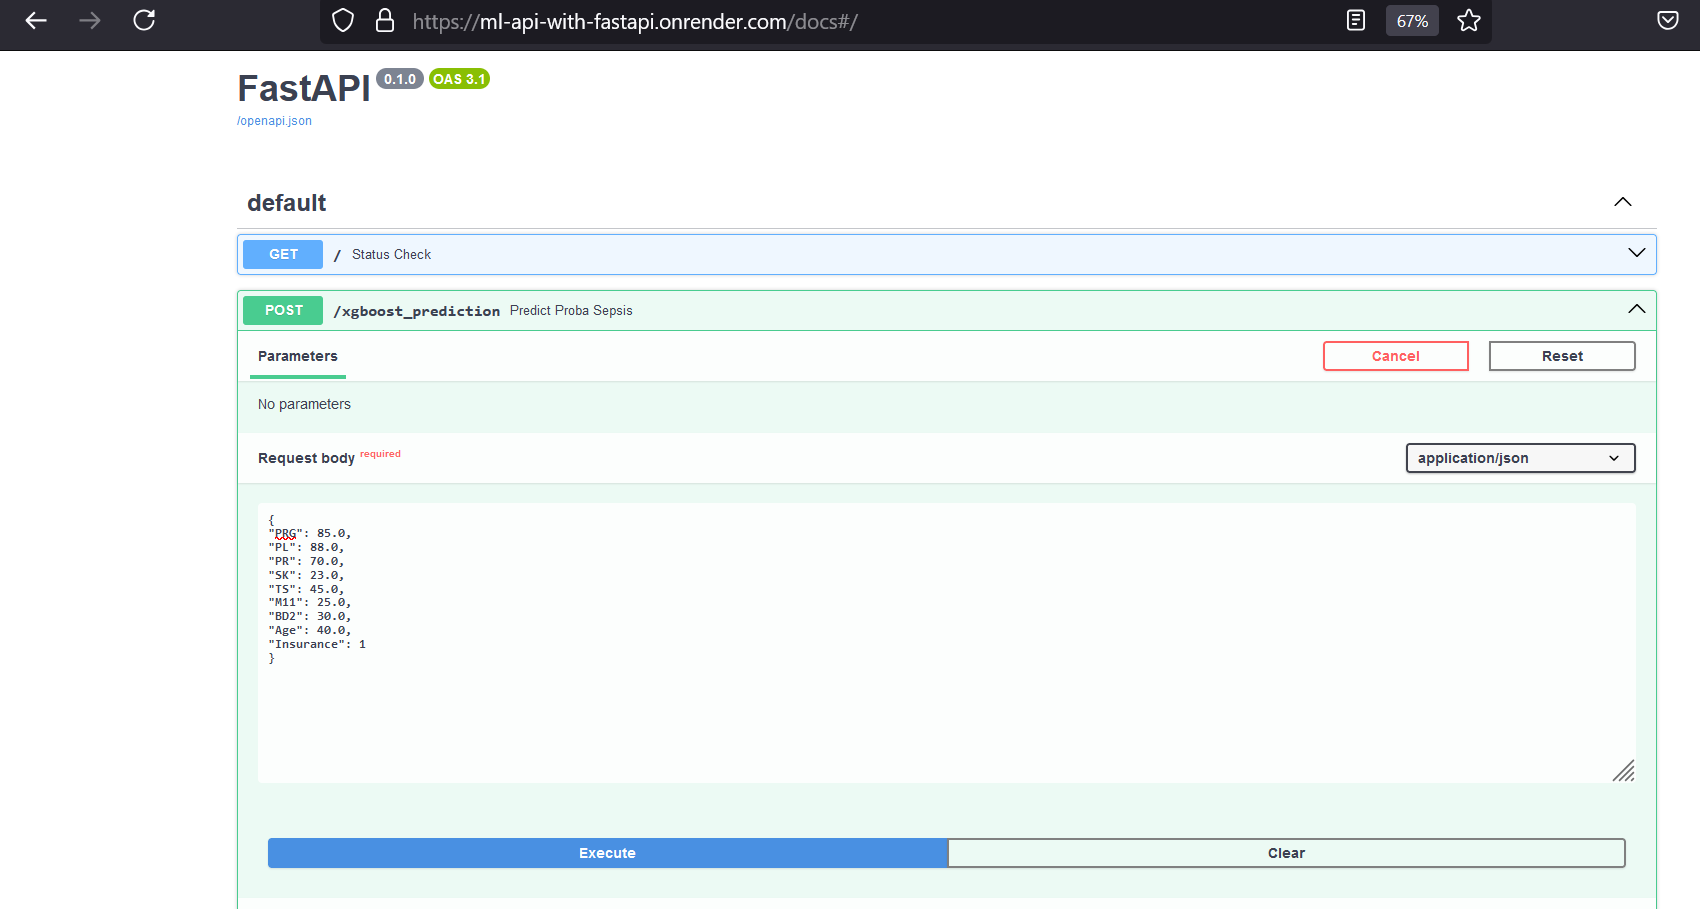 https://ml-api-with-fastapi.onrender.com/docs#/
67%
FastAPI 0.1.0 OAS 3.1
/openapi.json
default
GET / Status Check
POST /xgboost_prediction Predict Proba Sepsis
Parameters
Cancel
Reset
No parameters
Request body required
application/json
{
"PRG": 85.0,
"PL": 88.0,
"PR": 70.0,
"SK": 23.0,
"TS": 45.0,
"M11": 25.0,
"BD2": 30.0,
"Age": 40.0,
"Insurance": 1
}
Execute
Clear